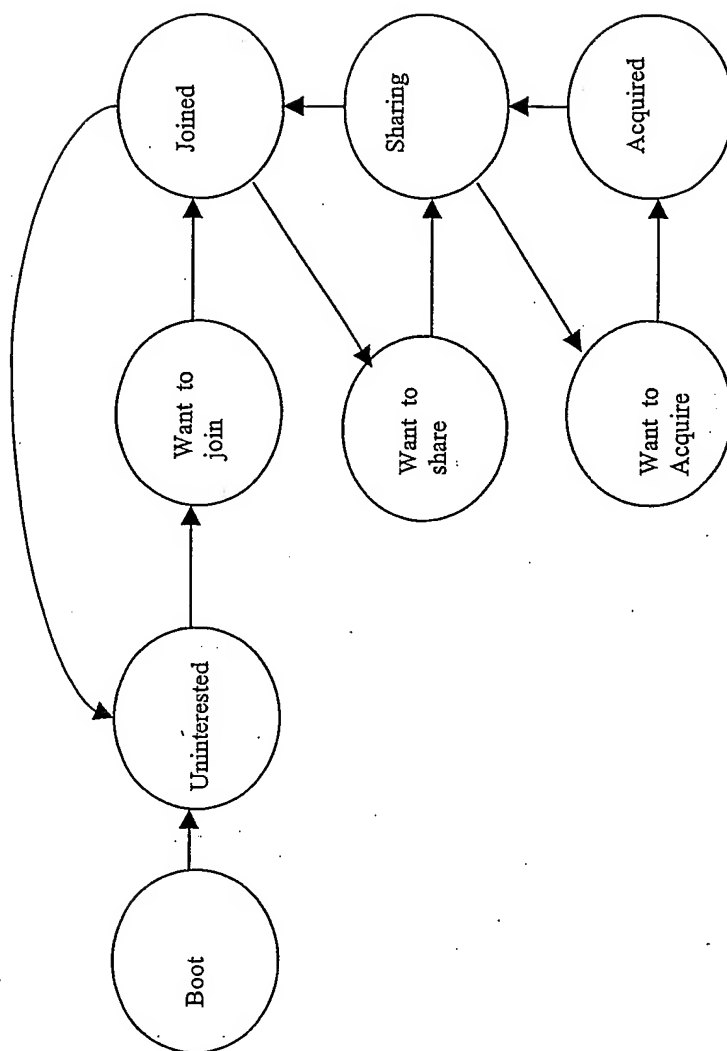 Boot
Uninterested
Want to
join
Joined
Want to
share
Sharing
Want to
Acquire
Acquired